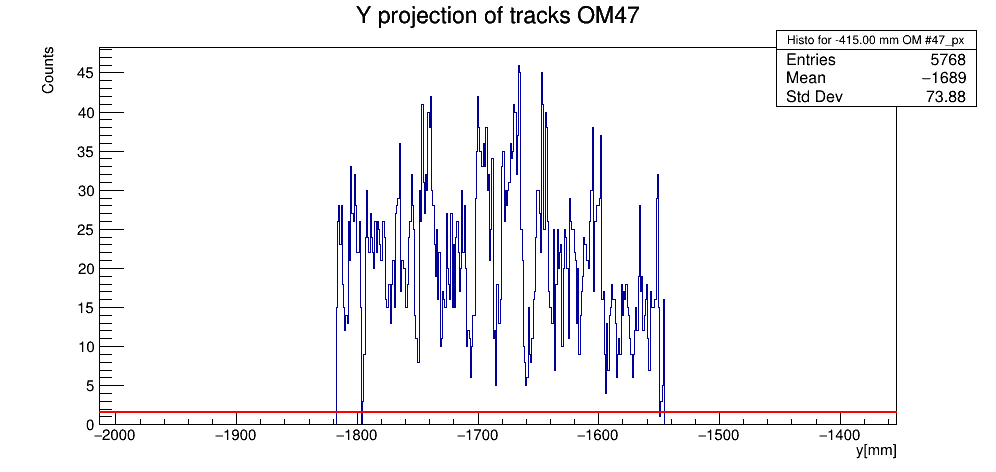 Y projection of tracks OM47
Histo for -415.00 mm OM #47_px
Entries 5768
Mean −1689
Std Dev 73.88
Counts
45
40
35
30
25
20
15
10
5
0
−2000 −1900 −1800 −1700 −1600 −1500 −1400
y[mm]